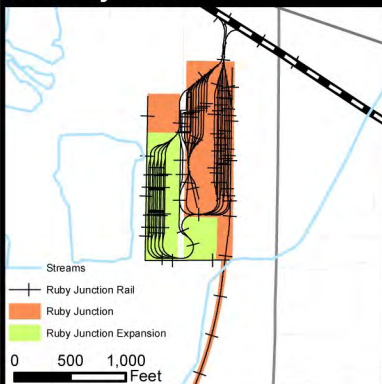 Streams
Ruby Junction Rail
Ruby Junction
Ruby Junction Expansion
0 500 1,000
Feet